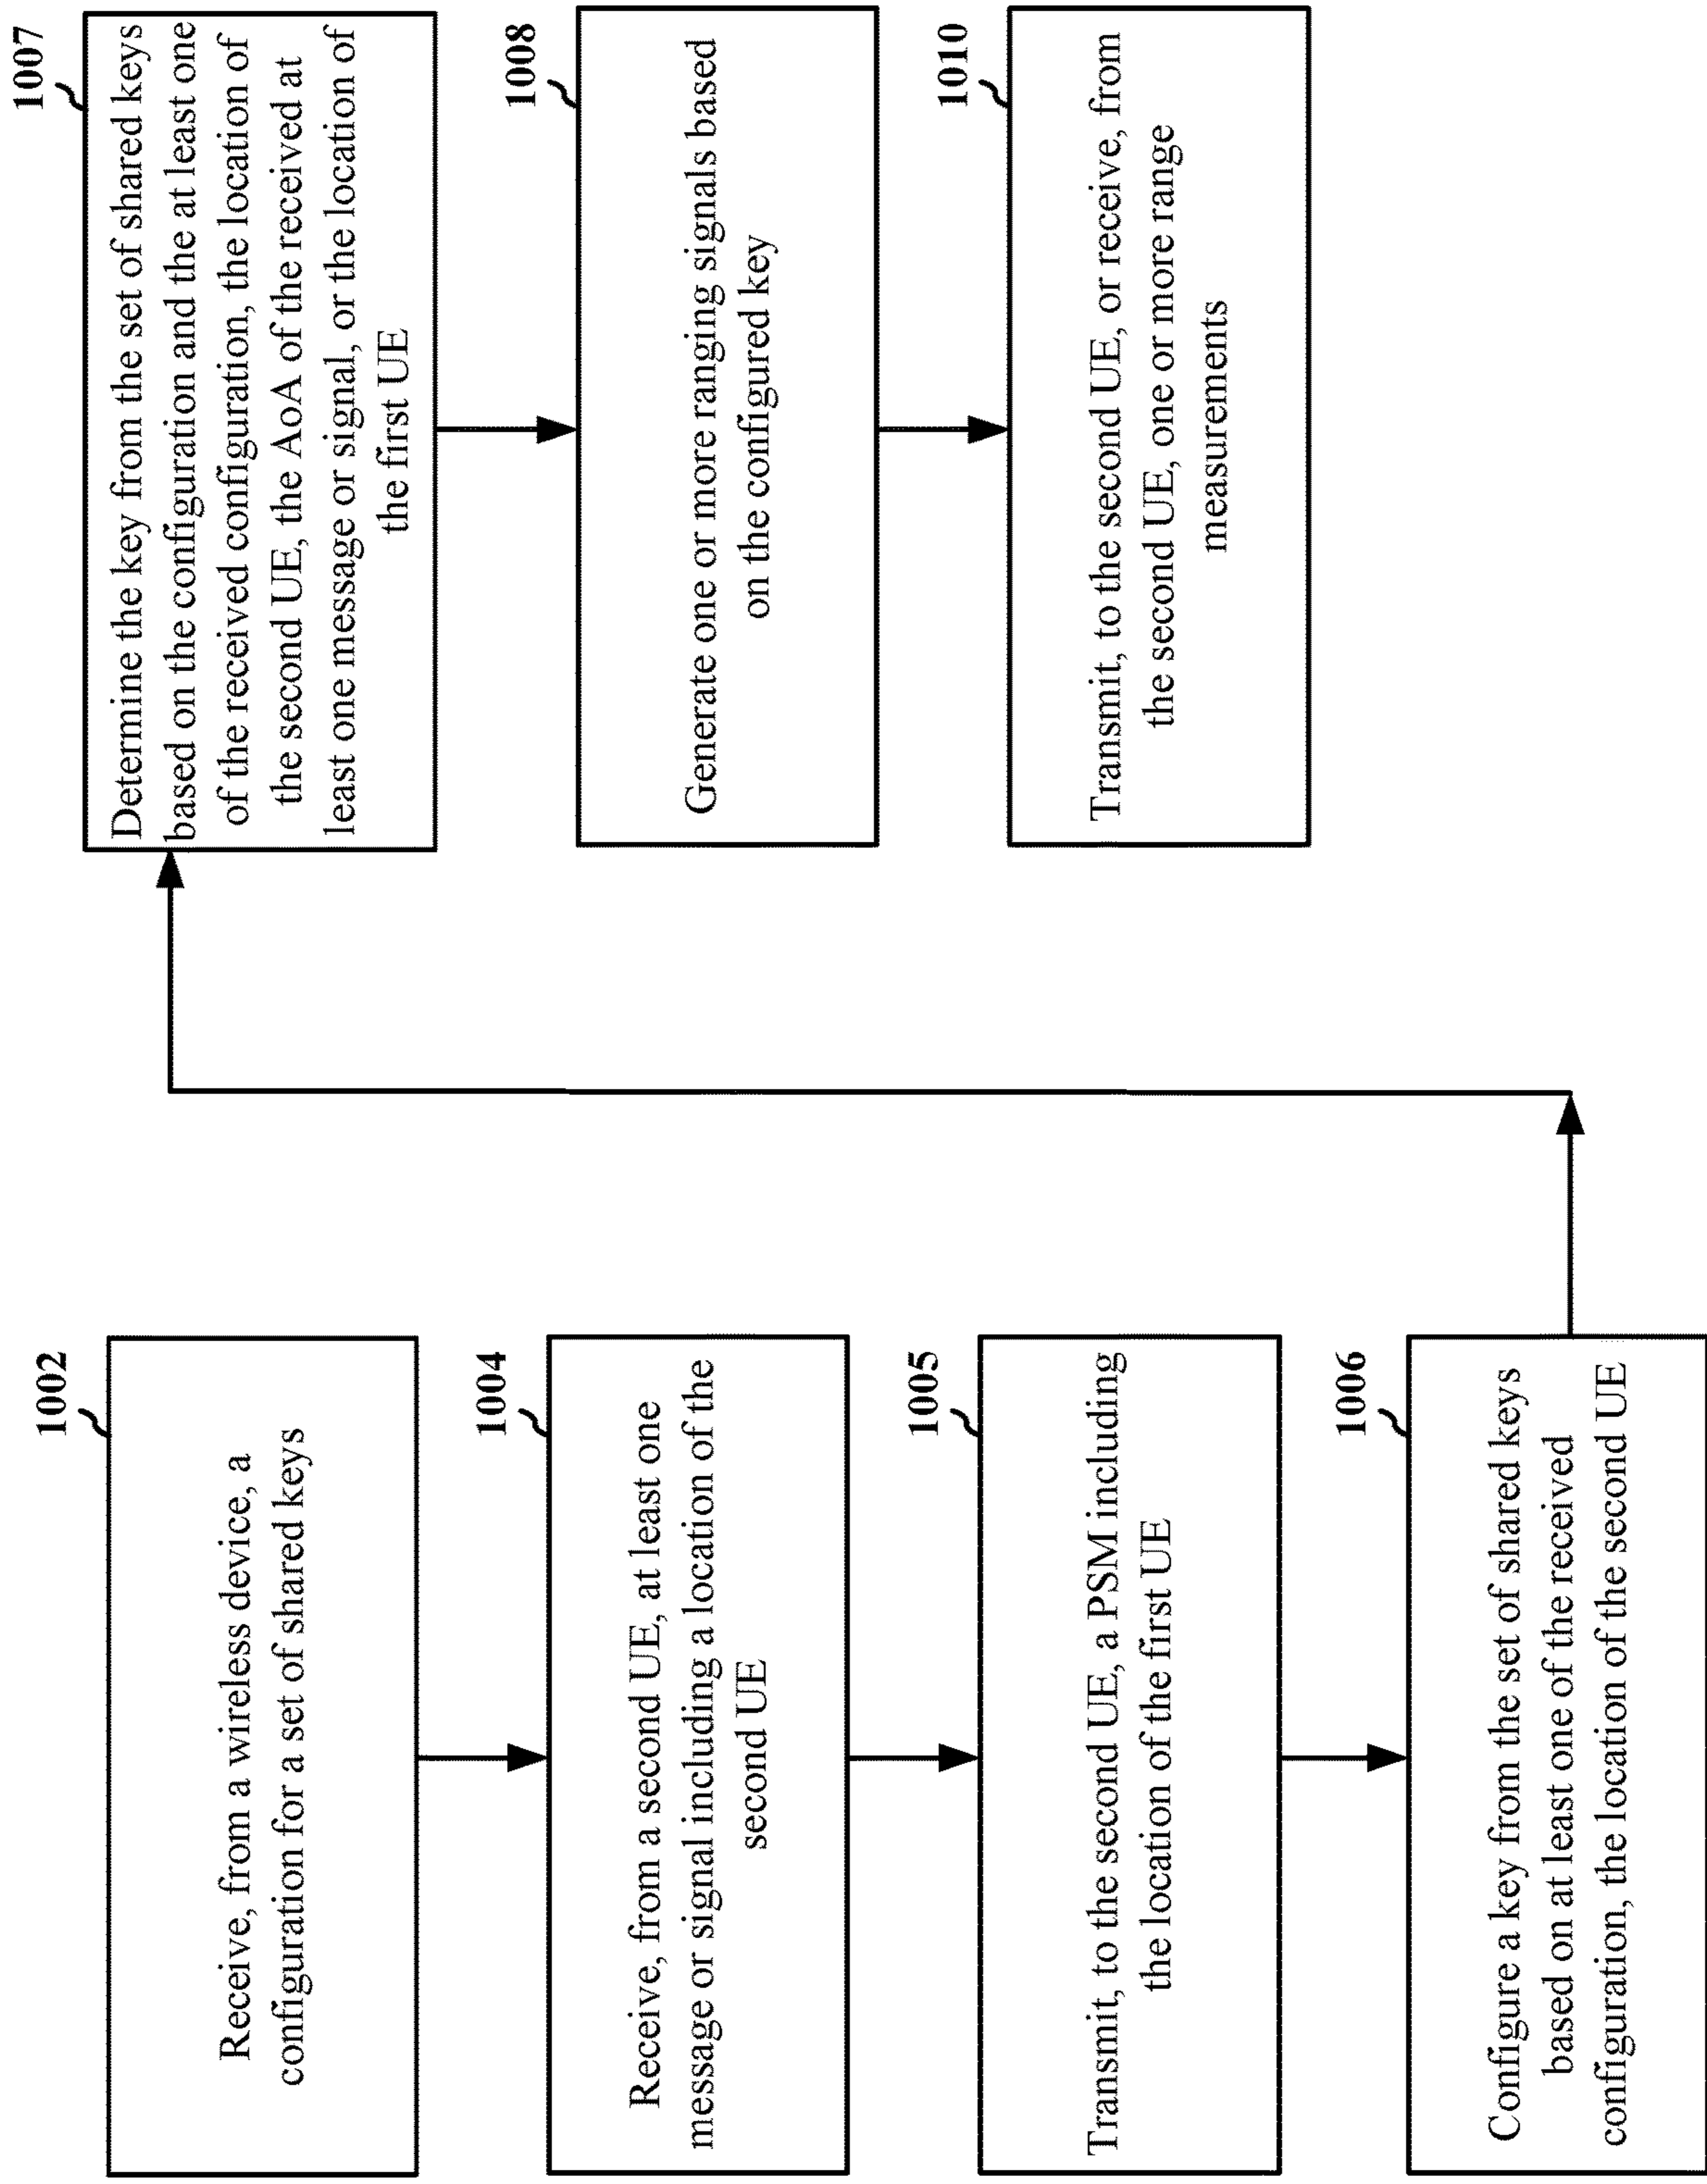 1002
Receive, from a wireless device, a
configuration for a set of shared keys
1004
Receive, from a second UE, at least one
message or signal including a location of the
second UE
1005
Transmit, to the second UE, a PSM including
the location of the first UE
1006
Configure a key from the set of shared keys
based on at least one of the received
configuration, the location of the second UE
1007
Determine the key from the set of shared keys
based on the configuration and the at least one
of the received configuration, the location of
the second UE, the AoA of the received at
least one message or signal, or the location of
the first UE
1008
Generate one or more ranging signals based
on the configured key
1010
Transmit, to the second UE, or receive, from
the second UE, one or more range
measurements